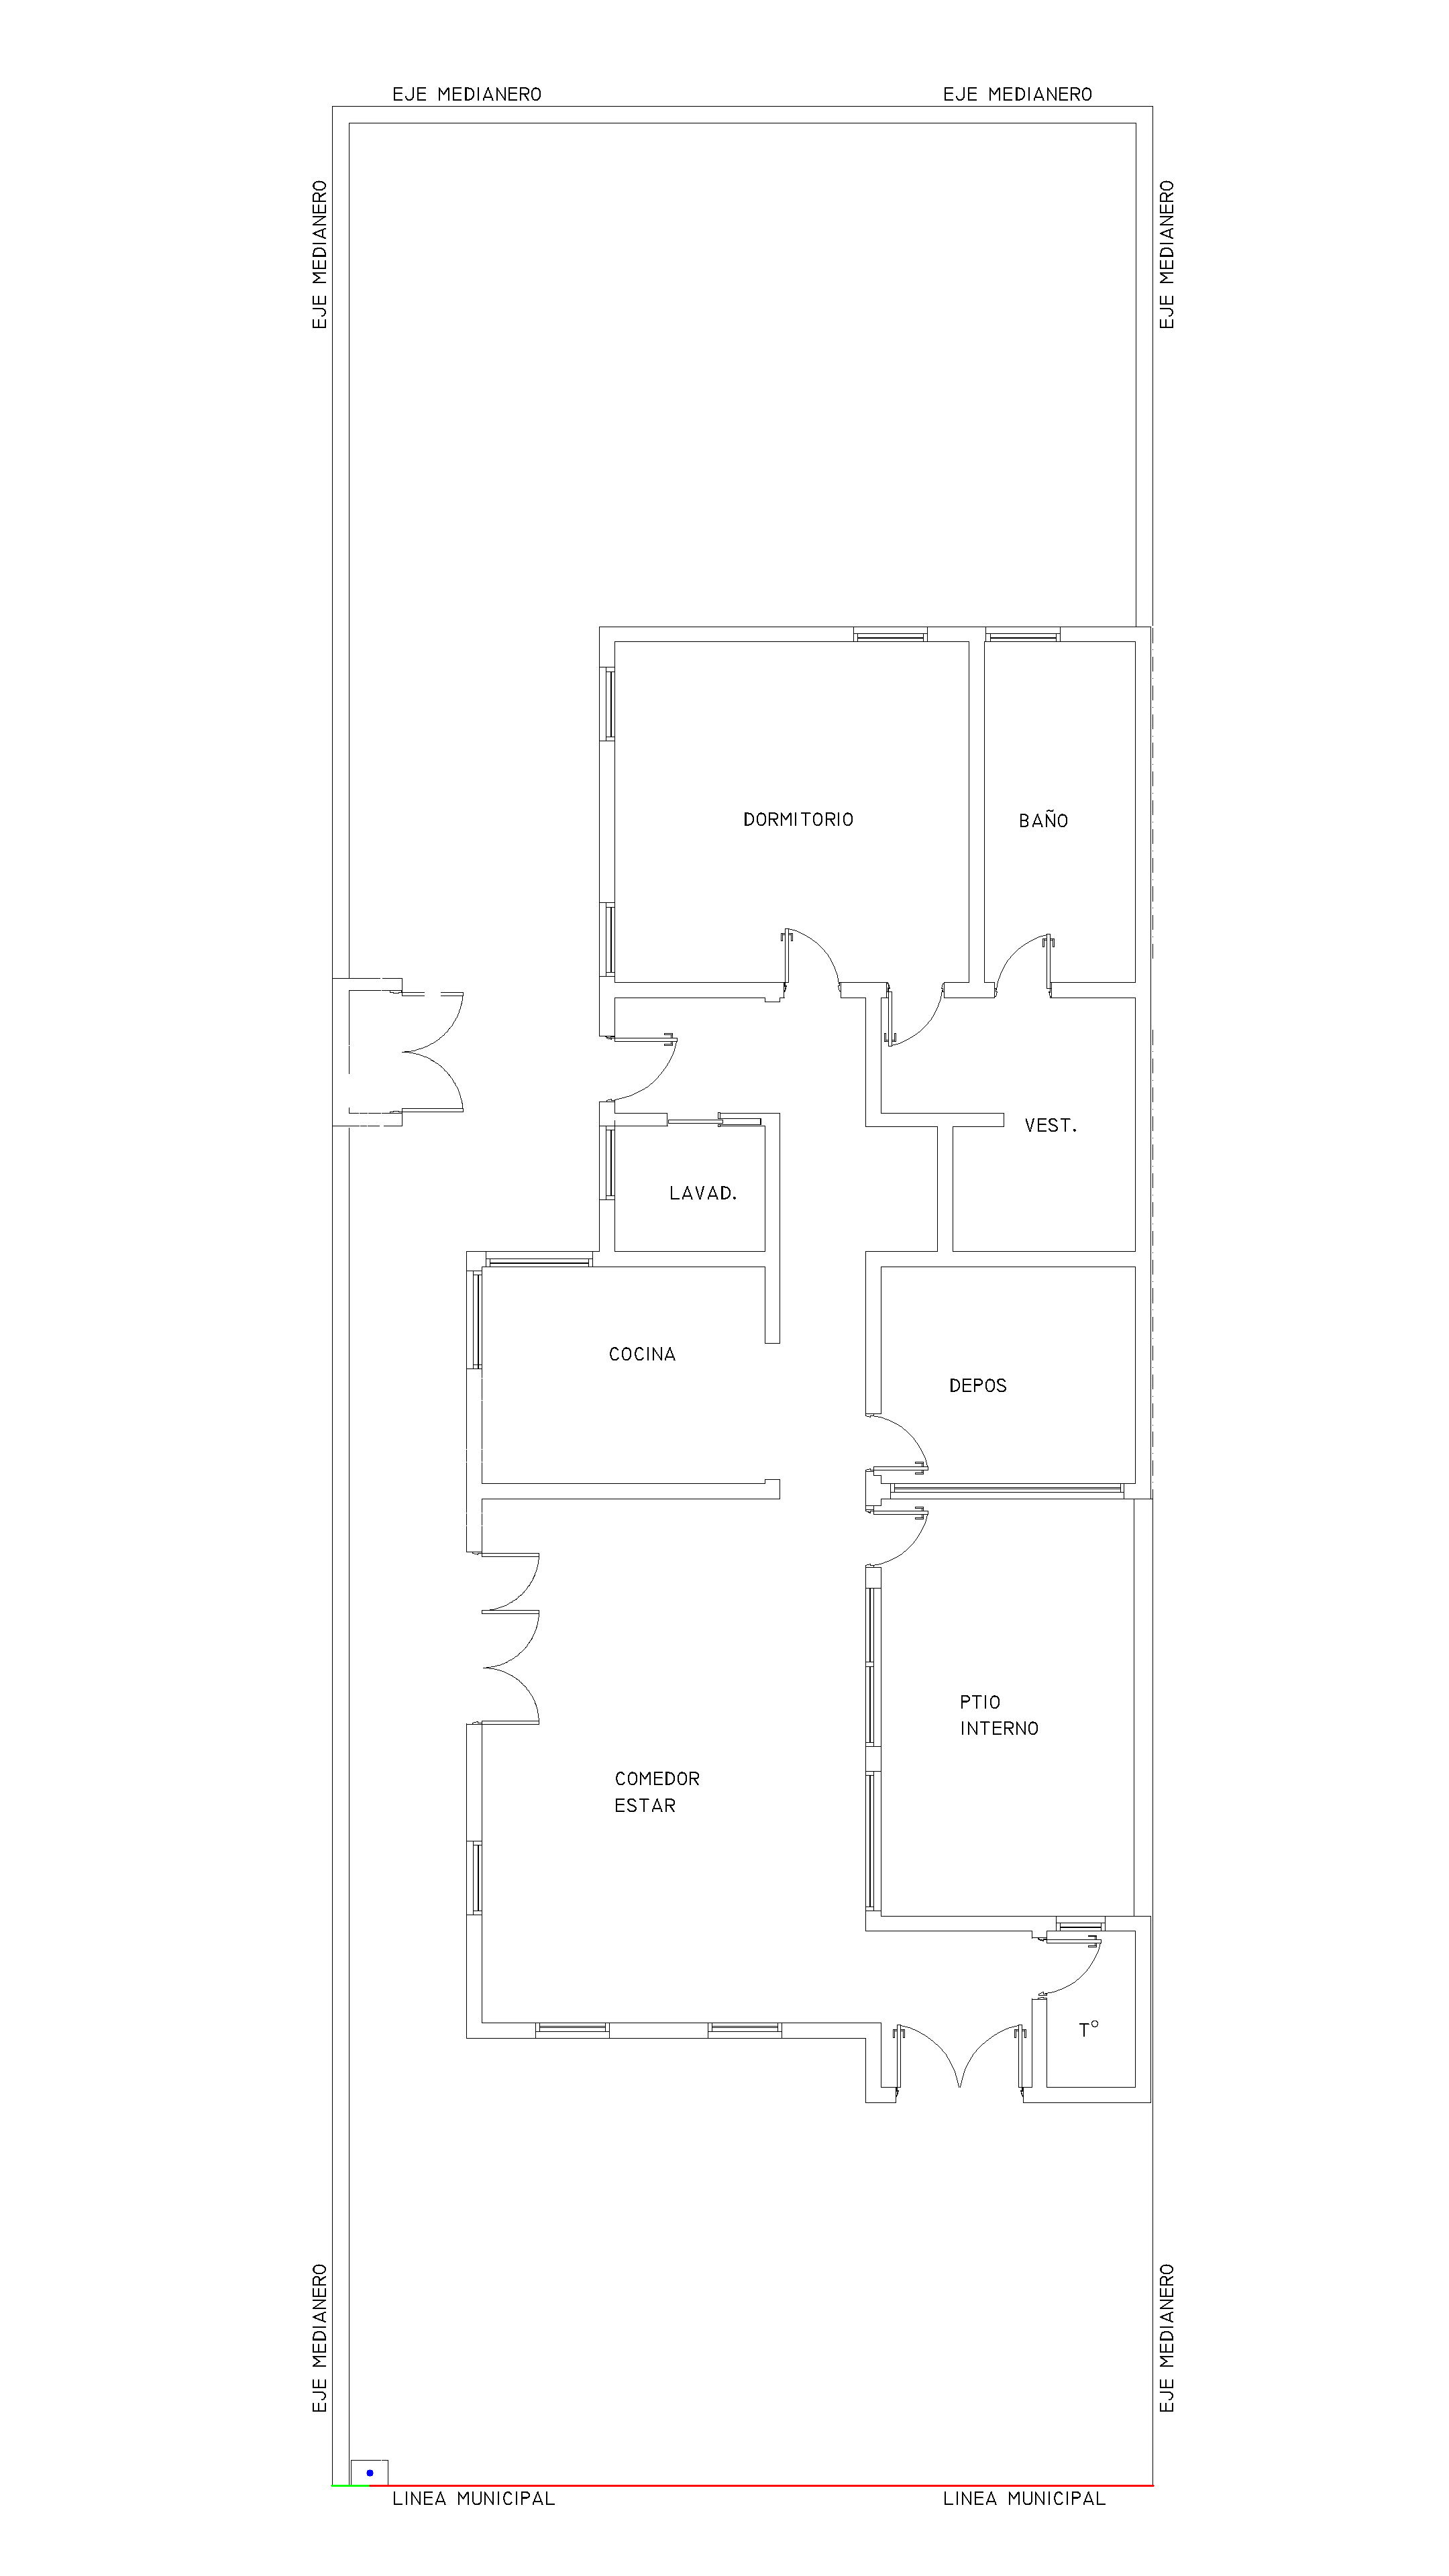 EJE MEDIANERO
EJE MEDIANERO
EJE MEDIANERO
EJE MEDIANERO
DORMITORIO
BAÑO
VEST.
LAVAD.
COCINA
DEPOS
PTIO
INTERNO
COMEDOR
ESTAR
T°
EJE MEDIANERO
EJE MEDIANERO
LINEA MUNICIPAL
LINEA MUNICIPAL